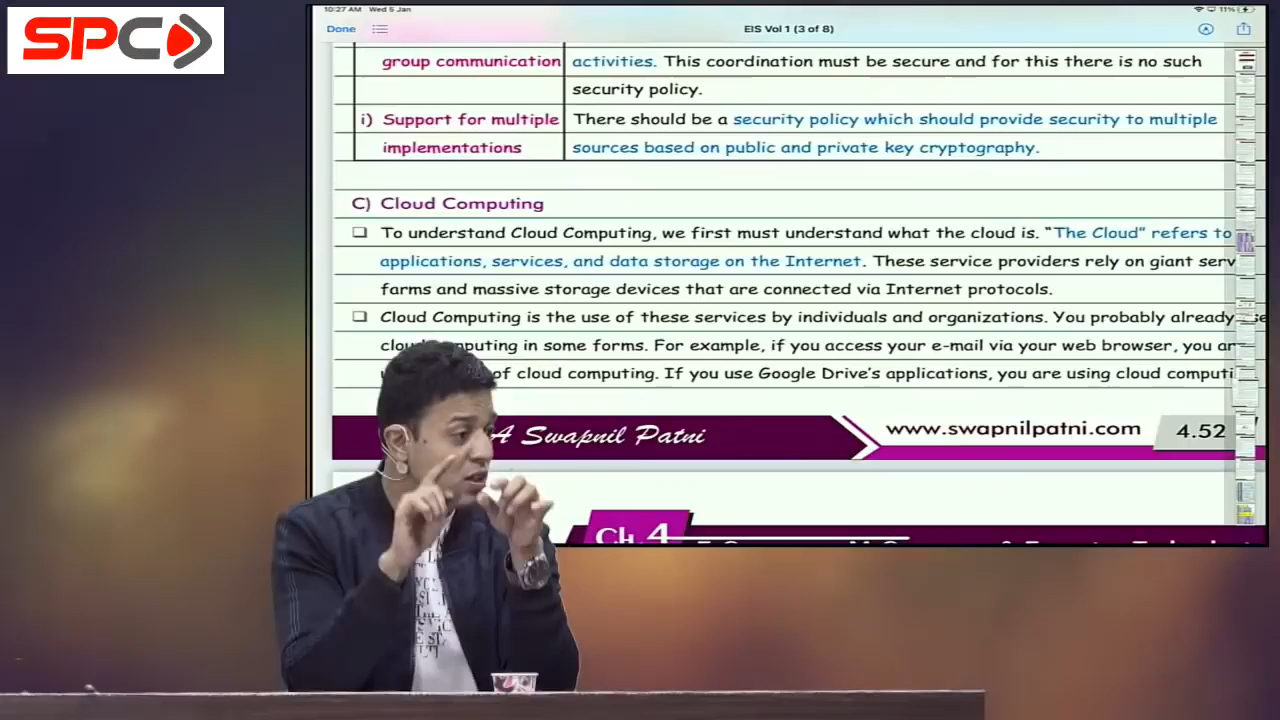 SPC
10:27 AM Wed 5 Jan
11%
Done
EIS Vol 1 (3 of 8)
group communication
activities. This coordination must be secure and for this there is no such
security policy.
i) Support for multiple
implementations
There should be a security policy which should provide security to multiple
sources based on public and private key cryptography.
C) Cloud Computing
To understand Cloud Computing, we first must understand what the cloud is. “The Cloud” refers to
applications, services, and data storage on the Internet. These service providers rely on giant serv
farms and massive storage devices that are connected via Internet protocols.
Cloud Computing is the use of these services by individuals and organizations. You probably already
computing in some forms. For example, if you access your e-mail via your web browser, you
of cloud computing. If you use Google Drive’s applications, you are using cloud
A Swapnil Patni
www.swapnilpatni.com
4.52
Ch 4